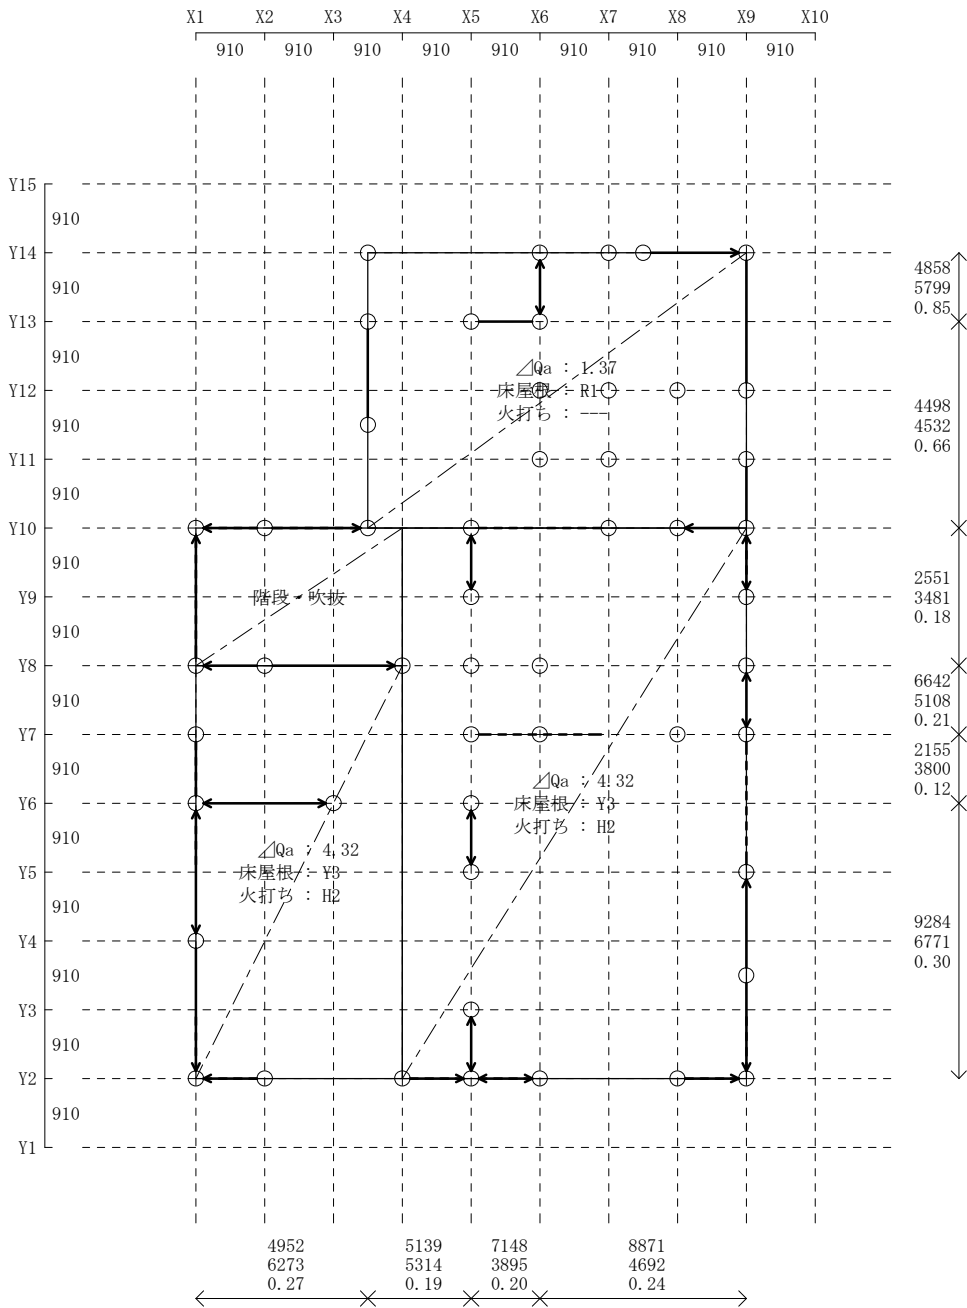 X1 X2 X3 X4 X5 X6 X7 X8 X9 X10
910 910 910 910 910 910 910 910 910
Y15
910
Y14
4858
5799
0.85
910
Y13
910
⊿Qa : 1.37
床屋根 : R1
火打ち : ---
Y12
4498
4532
0.66
910
Y11
910
Y10
910
2551
3481
0.18
階段・吹抜
Y9
910
Y8
6642
5108
0.21
910
Y7
2155
3800
0.12
910
⊿Qa : 4.32
床屋根 : Y3
火打ち : H2
Y6
910
⊿Qa : 4.32
床屋根 : Y3
火打ち : H2
Y5
910
9284
6771
0.30
Y4
910
Y3
910
Y2
910
Y1
4952 5139 7148 8871
6273 5314 3895 4692
0.27 0.19 0.20 0.24